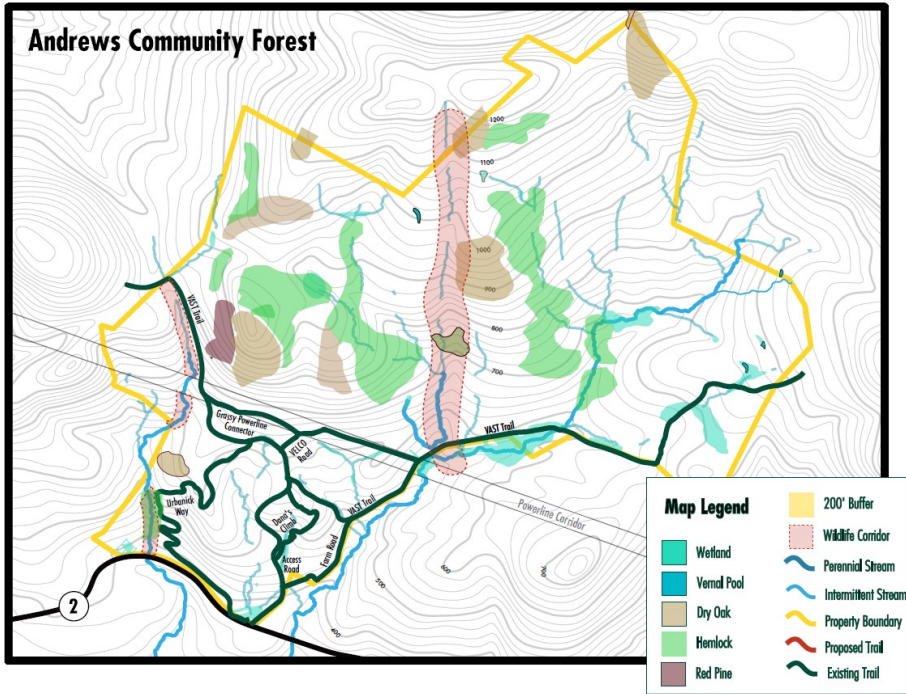 Andrews Community Forest
1200
1100
1000
900
800
700
VAST Trail
Grassy Powerline
Connector
VELCO
Road
VAST Trail
Urbanick
Way
Dana's
Climb
VAST Trail
Farm Road
Access
Road
Powerline Corridor
500
600
700
400
2
Map Legend
Wetland
Vernal Pool
Dry Oak
Hemlock
Red Pine
200' Buffer
Wildlife Corridor
Perennial Stream
Intermittent Stream
Property Boundary
Proposed Trail
Existing Trail